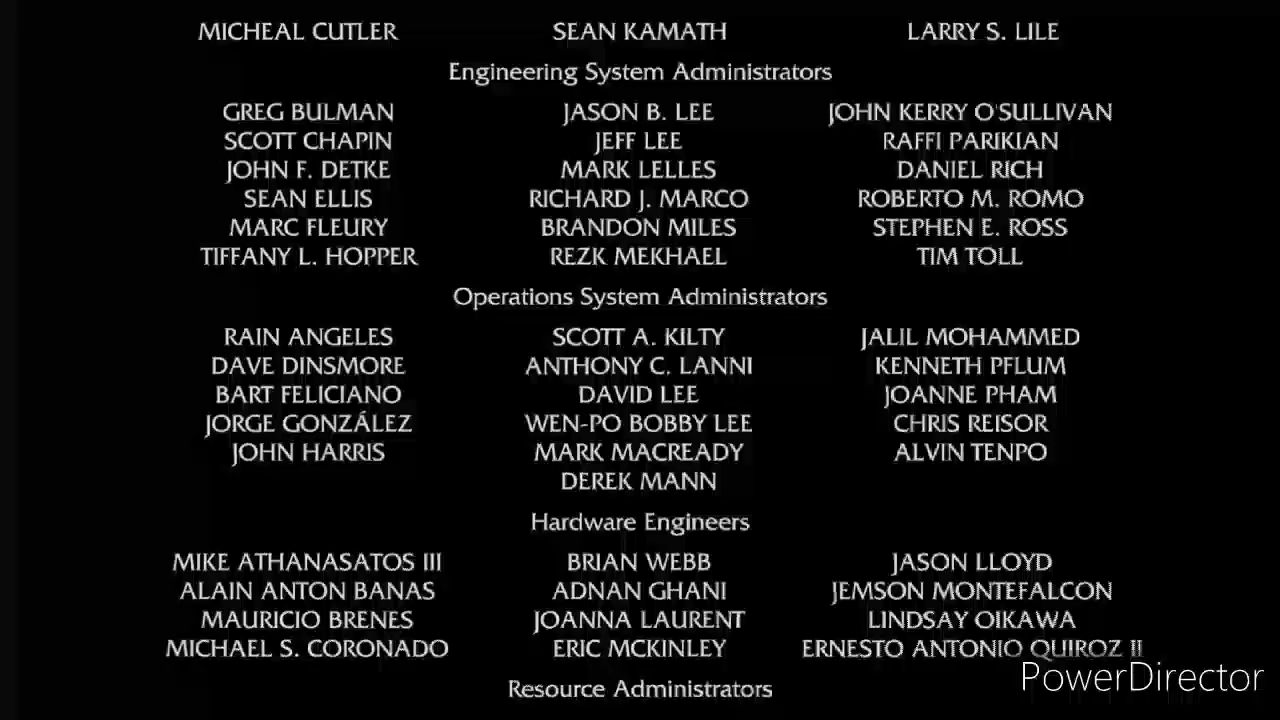 MICHEAL CUTLER SEAN KAMATH LARRY S. LILE
Engineering System Administrators
GREG BULMAN JASON B. LEE JOHN KERRY O'SULLIVAN
SCOTT CHAPIN JEFF LEE RAFFI PARIKIAN
JOHN F. DETKE MARK LELLES DANIEL RICH
SEAN ELLIS RICHARD J. MARCO ROBERTO M. ROMO
MARC FLEURY BRANDON MILES STEPHEN E. ROSS
TIFFANY L. HOPPER REZK MEKHAEL TIM TOLL
Operations System Administrators
RAIN ANGELES SCOTT A. KILTY JALIL MOHAMMED
DAVE DINSMORE ANTHONY C. LANNI KENNETH PFLUM
BART FELICIANO DAVID LEE JOANNE PHAM
JORGE GONZÁLEZ WEN-PO BOBBY LEE CHRIS REISOR
JOHN HARRIS MARK MACREADY ALVIN TENPO
DEREK MANN
Hardware Engineers
MIKE ATHANASATOS III BRIAN WEBB JASON LLOYD
ALAIN ANTON BANAS ADNAN GHANI JEMSON MONTEFALCON
MAURICIO BRENES JOANNA LAURENT LINDSAY OIKAWA
MICHAEL S. CORONADO ERIC MCKINLEY ERNESTO ANTONIO QUIROZ II
PowerDirector
Resource Administrators